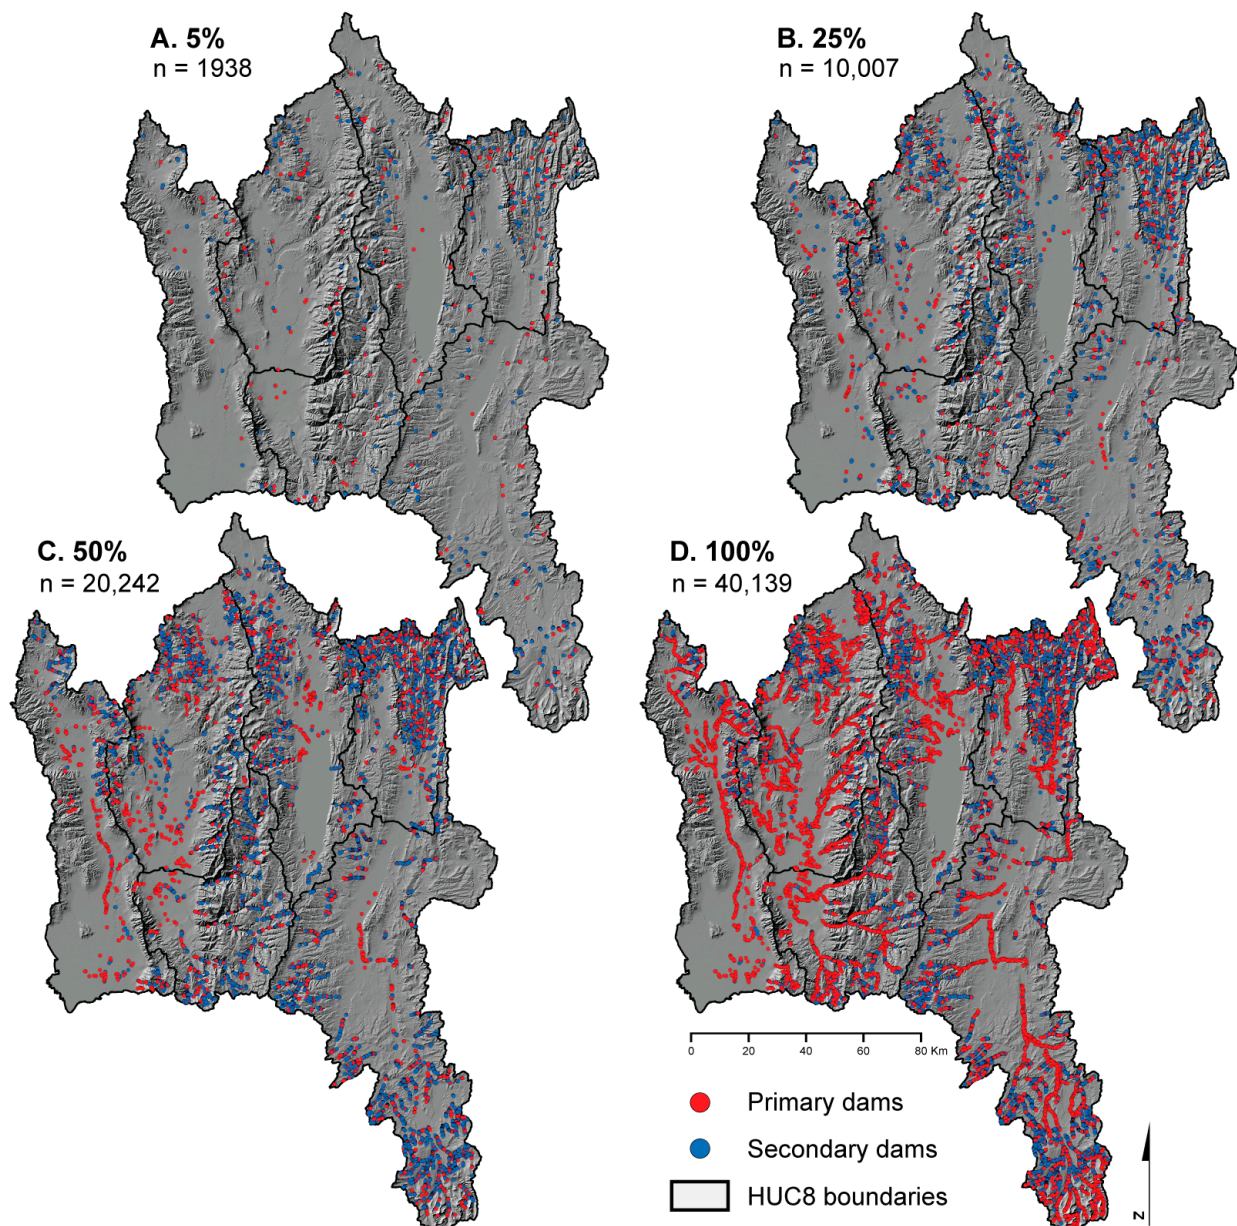 A. 5%
n = 1938
B. 25%
n = 10,007
C. 50%
n = 20,242
D. 100%
n = 40,139
0 20 40 60 80 Km
Primary dams
Secondary dams
HUC8 boundaries
N